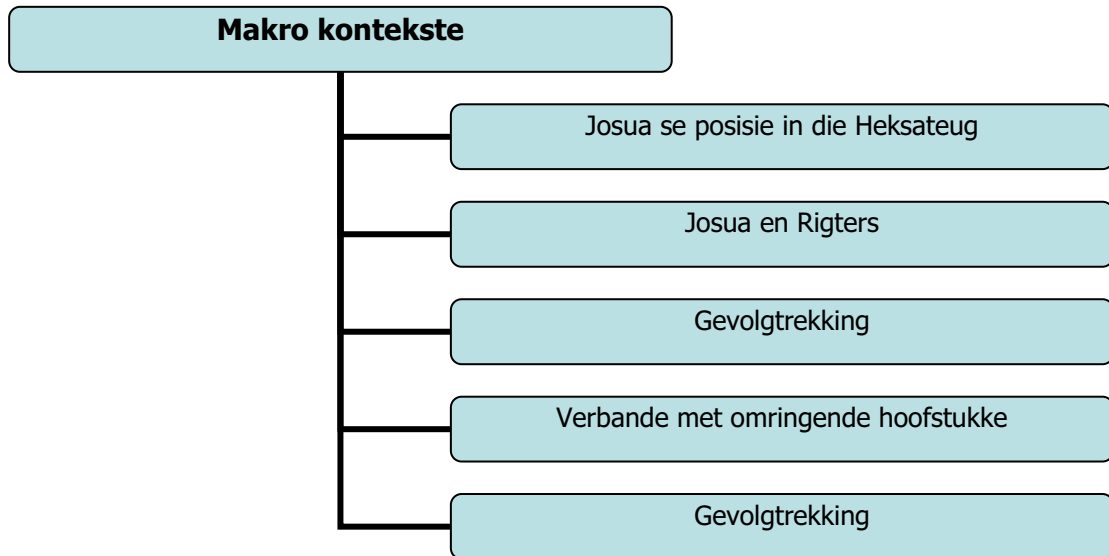 Makro kontekste
Josua se posisie in die Heksateug
Josua en Rigters
Gevolgtrekking
Verbande met omringende hoofstukke
Gevolgtrekking